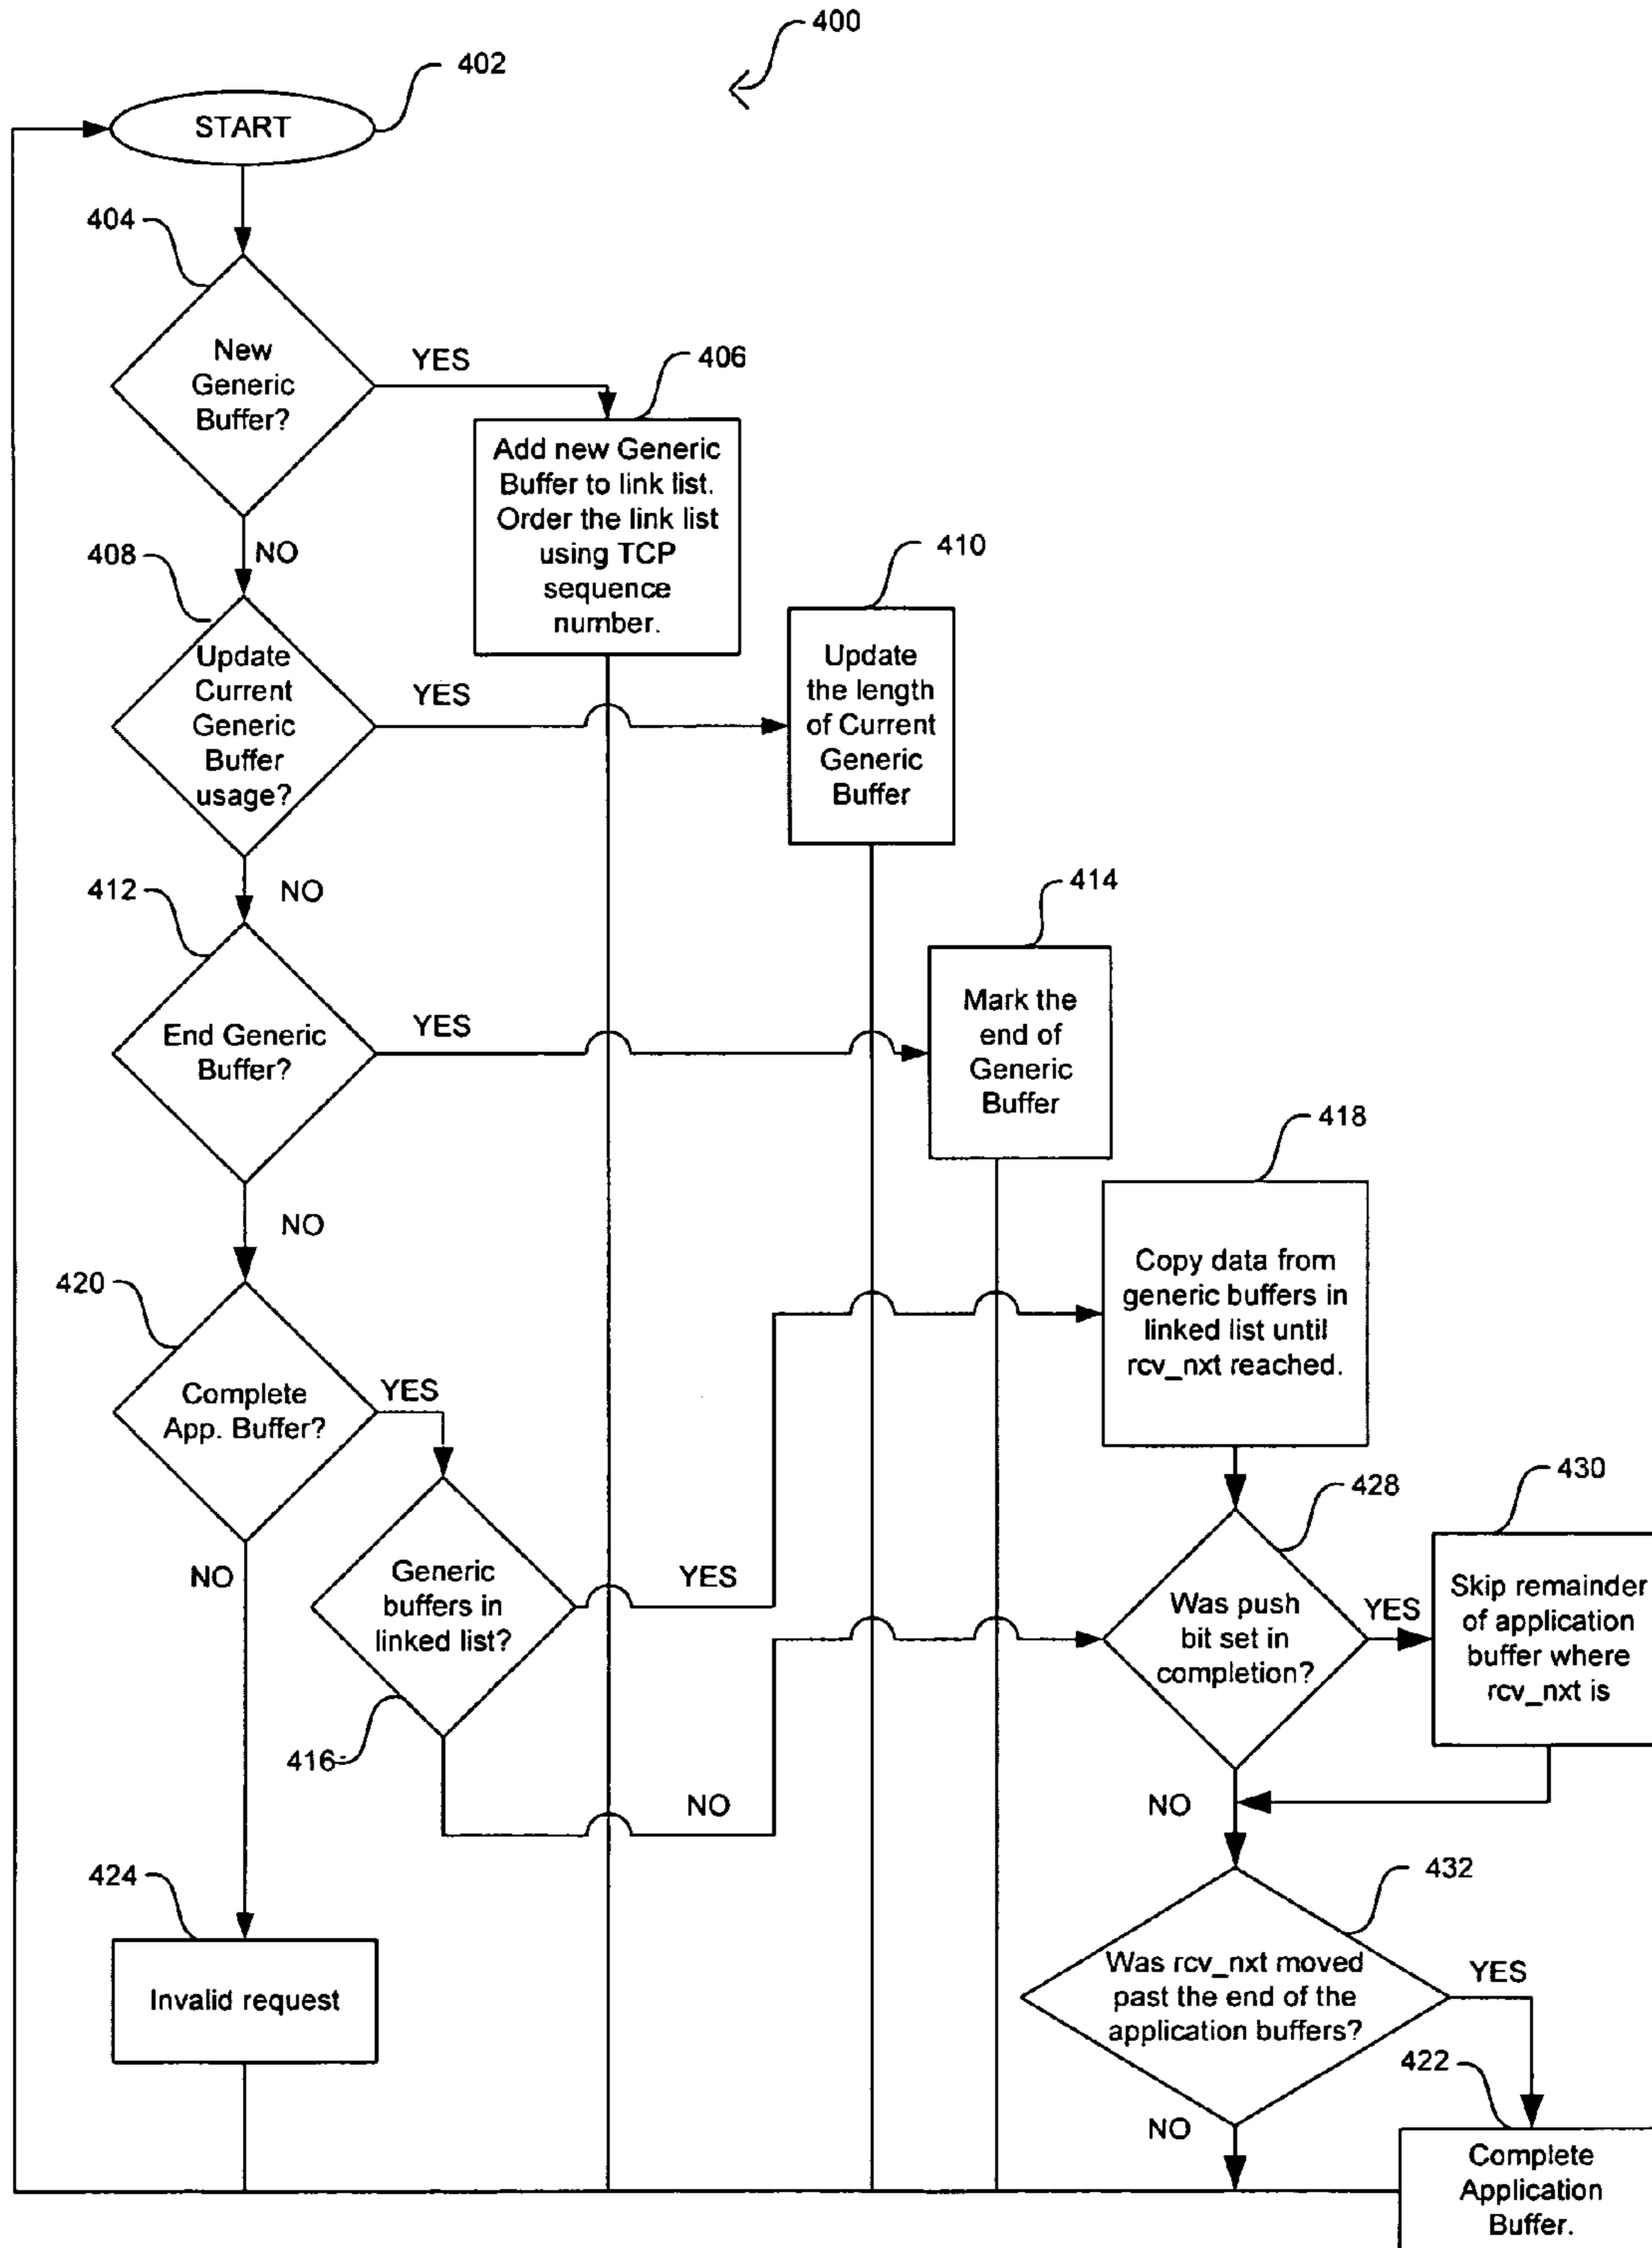 400
402
START
404
New
Generic
Buffer?
YES
406
Add new Generic
Buffer to link list.
Order the link list
using TCP
sequence
number.
NO
408
Update
Current
Generic
Buffer
usage?
YES
410
Update
the length
of Current
Generic
Buffer
NO
412
End Generic
Buffer?
YES
414
Mark the
end of
Generic
Buffer
NO
418
Copy data from
generic buffers in
linked list until
rcv_nxt reached.
420
Complete
App. Buffer?
YES
NO
Generic
buffers in
linked list?
YES
416
NO
428
Was push
bit set in
completion?
YES
430
Skip remainder
of application
buffer where
rcv_nxt is
NO
424
Invalid request
432
Was rcv_nxt moved
past the end of the
application buffers?
YES
NO
422
Complete
Application
Buffer.